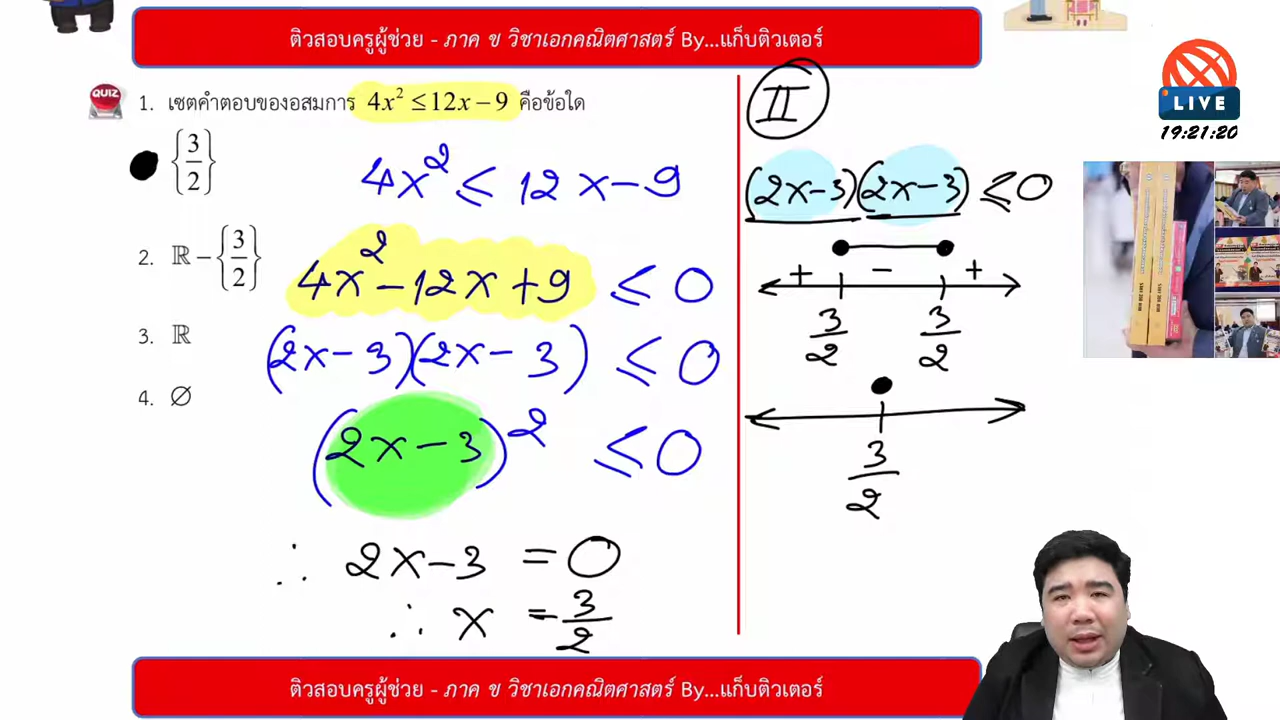 ติวสอบครูผู้ช่วย - ภาค ข วิชาเอกคณิตศาสตร์ By...แก็บติวเตอร์
QUIZ
1. เซตคำตอบของอสมการ 4x² ≤ 12x − 9 คือข้อใด
{3/2}
2. ℝ − {3/2}
3. ℝ
4. ∅
4x² ≤ 12x − 9
4x² − 12x + 9 ≤ 0
(2x − 3)(2x − 3) ≤ 0
(2x − 3)² ≤ 0
∴ 2x − 3 = 0
∴ x = 3/2
II
(2x − 3)(2x − 3) ≤ 0
+ − +
3/2 3/2
3/2
LIVE
19:21:20
ติวสอบครูผู้ช่วย - ภาค ข วิชาเอกคณิตศาสตร์ By...แก็บติวเตอร์